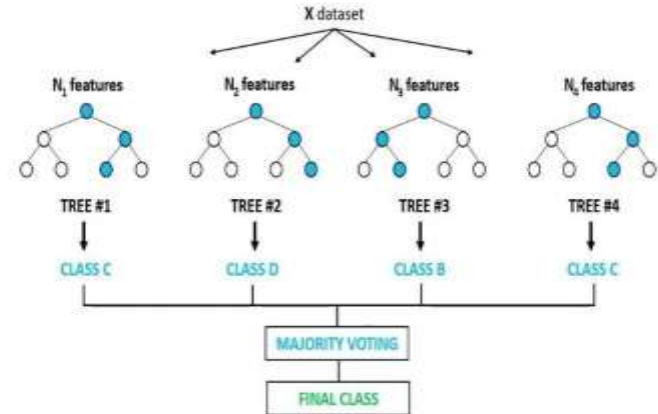 X dataset
N₁ features N₂ features N₃ features N₄ features
TREE #1 TREE #2 TREE #3 TREE #4
CLASS C CLASS D CLASS B CLASS C
MAJORITY VOTING
FINAL CLASS